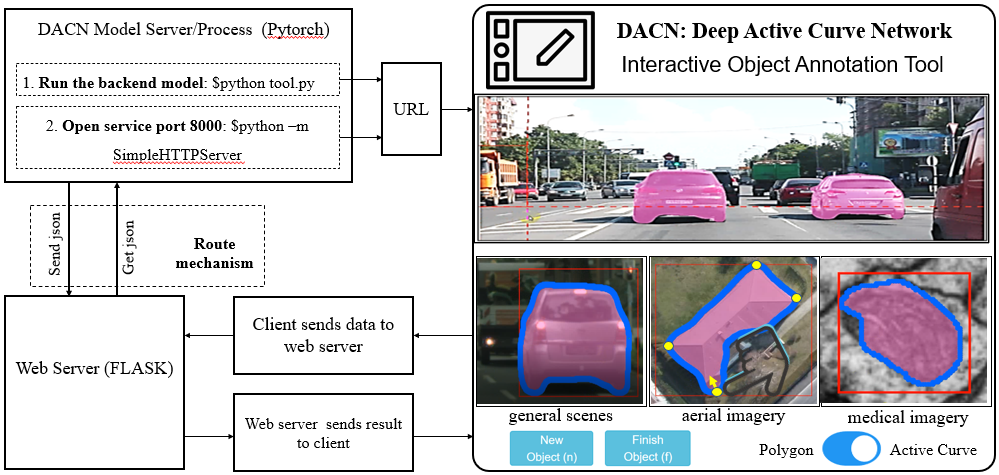 DACN Model Server/Process (Pytorch)
1. Run the backend model: $python tool.py
2. Open service port 8000: $python –m
SimpleHTTPServer
URL
Send json
Get json
Route
mechanism
Web Server (FLASK)
Client sends data to
web server
Web server sends result
to client
DACN: Deep Active Curve Network
Interactive Object Annotation Tool
general scenes
aerial imagery
medical imagery
New
Object (n)
Finish
Object (f)
Polygon
Active Curve